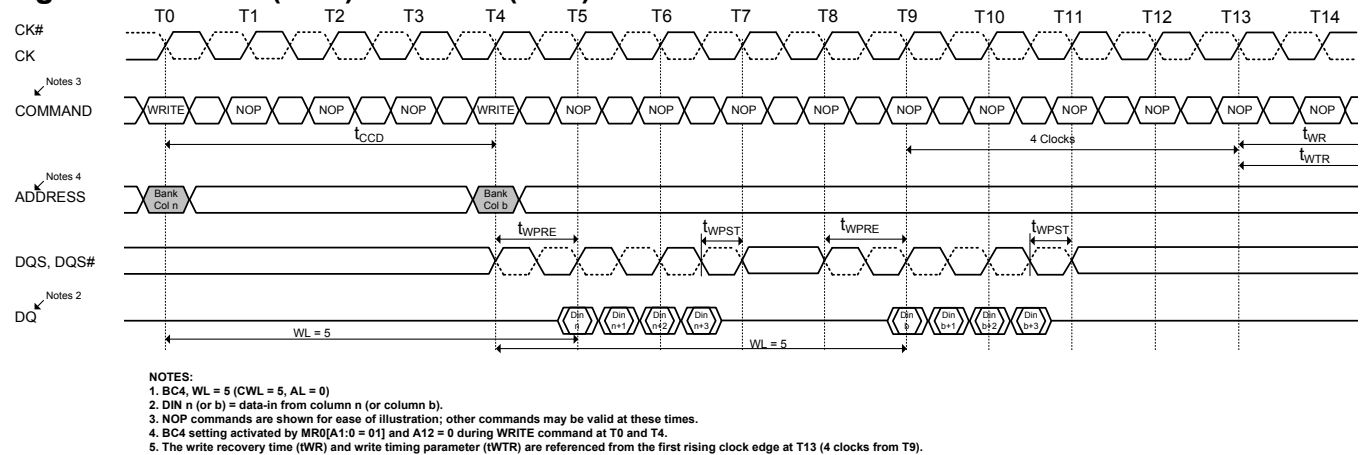 T0 T1 T2 T3 T4 T5 T6 T7 T8 T9 T10 T11 T12 T13 T14
CK#
CK
Notes 3
COMMAND WRITE NOP NOP NOP WRITE NOP NOP NOP NOP NOP NOP NOP NOP NOP NOP
tCCD 4 Clocks tWR
tWTR
Notes 4
ADDRESS
Bank Bank
Col n Col b
tWPRE tWPST tWPRE tWPST
DQS, DQS#
Notes 2
DQ
Din Din Din Din Din Din Din Din
n n+1 n+2 n+3 b b+1 b+2 b+3
WL = 5
WL = 5
NOTES:
1. BC4, WL = 5 (CWL = 5, AL = 0)
2. DIN n (or b) = data-in from column n (or column b).
3. NOP commands are shown for ease of illustration; other commands may be valid at these times.
4. BC4 setting activated by MR0[A1:0 = 01] and A12 = 0 during WRITE command at T0 and T4.
5. The write recovery time (tWR) and write timing parameter (tWTR) are referenced from the first rising clock edge at T13 (4 clocks from T9).